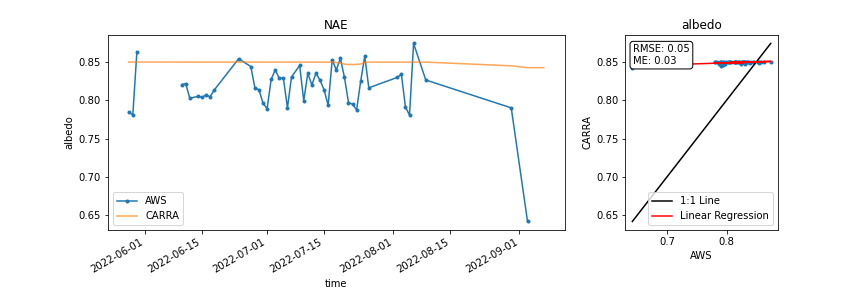 NAE
albedo
0.85
0.80
0.75
0.70
0.65
AWS
CARRA
2022-06-01
2022-06-15
2022-07-01
2022-07-15
2022-08-01
2022-08-15
2022-09-01
time
albedo
RMSE: 0.05
ME: 0.03
CARRA
0.85
0.80
0.75
0.70
0.65
1:1 Line
Linear Regression
0.7
0.8
AWS